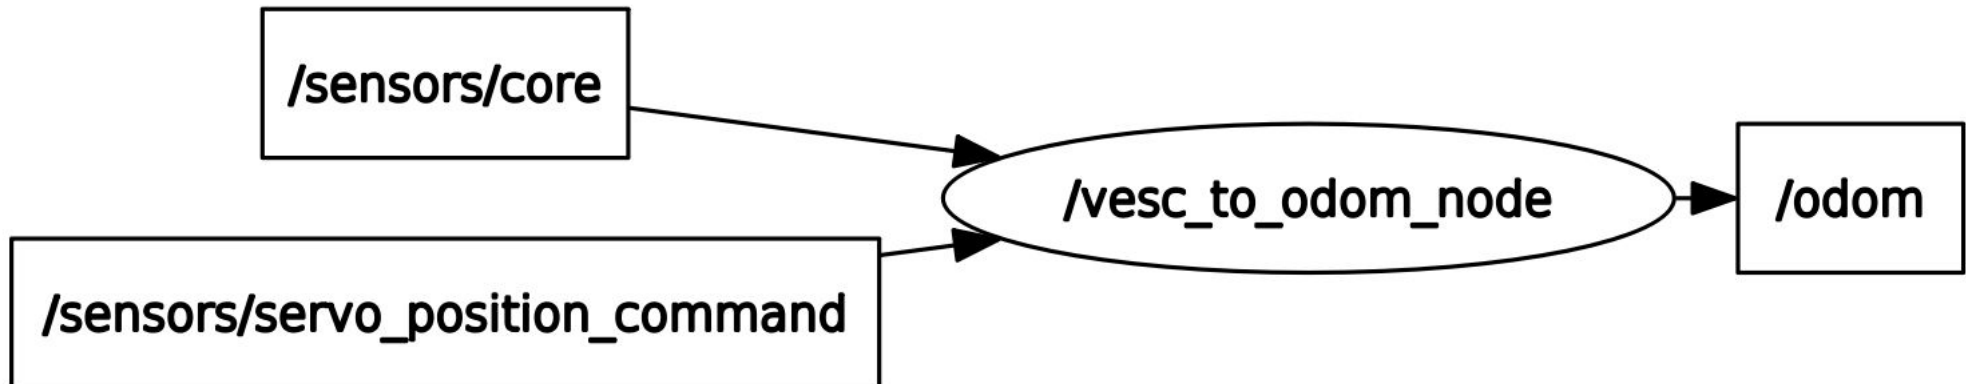 /sensors/core
/vesc_to_odom_node
/odom
/sensors/servo_position_command